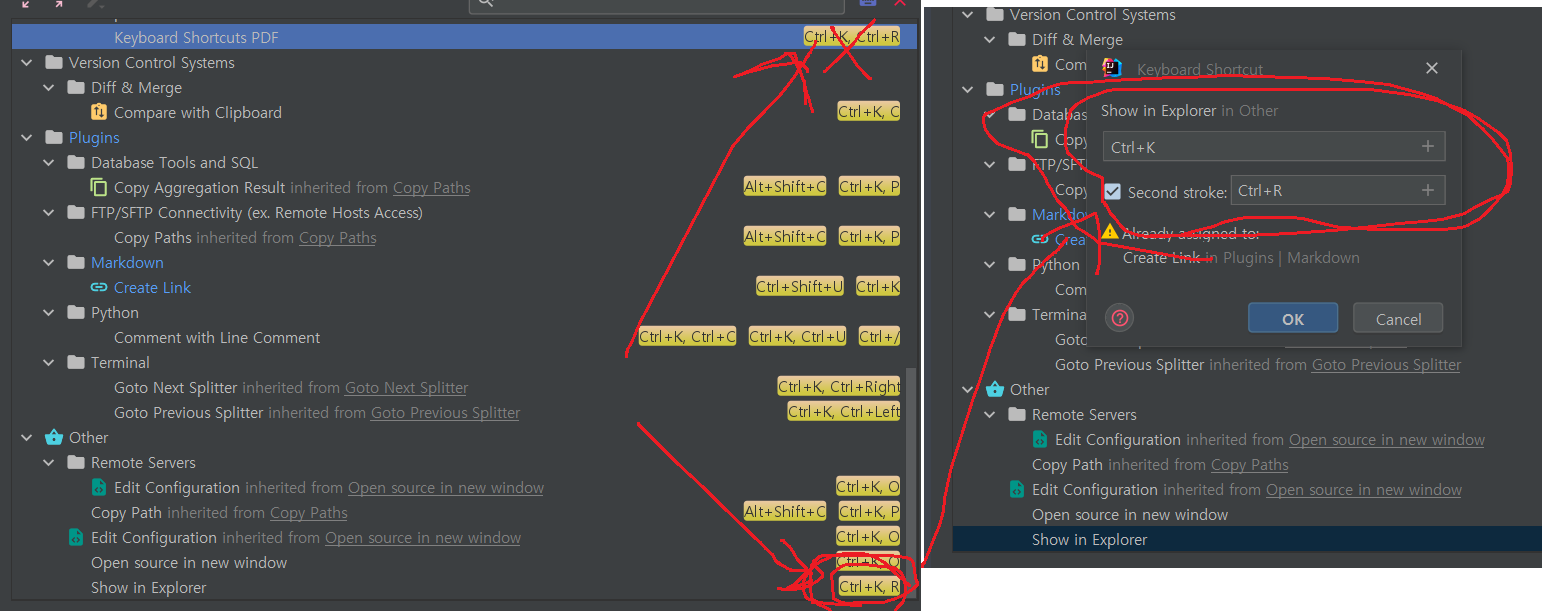 Keyboard Shortcuts PDF Ctrl+K, Ctrl+R
Version Control Systems
Diff & Merge
Compare with Clipboard Ctrl+K, C
Plugins
Database Tools and SQL
Copy Aggregation Result inherited from Copy Paths Alt+Shift+C Ctrl+K, P
FTP/SFTP Connectivity (ex. Remote Hosts Access)
Copy Paths inherited from Copy Paths Alt+Shift+C Ctrl+K, P
Markdown
Create Link Ctrl+Shift+U Ctrl+K
Python
Comment with Line Comment Ctrl+K, Ctrl+C Ctrl+K, Ctrl+U Ctrl+/
Terminal
Goto Next Splitter inherited from Goto Next Splitter Ctrl+K, Ctrl+Right
Goto Previous Splitter inherited from Goto Previous Splitter Ctrl+K, Ctrl+Left
Other
Remote Servers
Edit Configuration inherited from Open source in new window Ctrl+K, O
Copy Path inherited from Copy Paths Alt+Shift+C Ctrl+K, P
Edit Configuration inherited from Open source in new window Ctrl+K, O
Open source in new window Ctrl+K, O
Show in Explorer Ctrl+K, R
Version Control Systems
Diff & Merge
Com
Plugins
Databas
Copy
FTP/SFT
Copy
Markdo
Crea
Python
Com
Termina
Goto
Goto Previous Splitter inherited from Goto Previous Splitter
Other
Remote Servers
Edit Configuration inherited from Open source in new window
Copy Path inherited from Copy Paths
Edit Configuration inherited from Open source in new window
Open source in new window
Show in Explorer
Keyboard Shortcut
Show in Explorer in Other
Ctrl+K
Second stroke: Ctrl+R
Already assigned to:
Create Link in Plugins | Markdown
OK Cancel